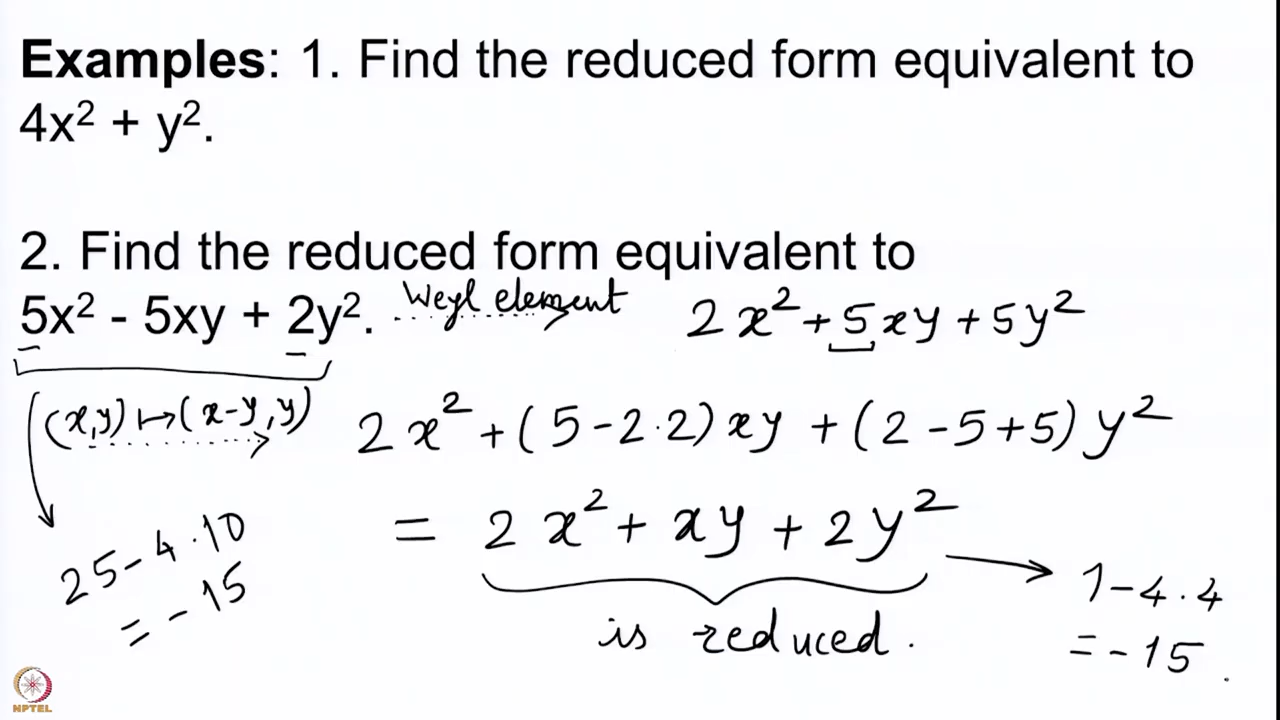 Examples: 1. Find the reduced form equivalent to
4x² + y².
2. Find the reduced form equivalent to
5x² - 5xy + 2y². Weyl element 2x² + 5xy + 5y²
(x,y) ↦ (x-y, y) 2x² + (5-2·2)xy + (2-5+5)y²
25-4·10 = 2x² + xy + 2y² → 1-4·4
= -15 is reduced. = -15.
NPTEL